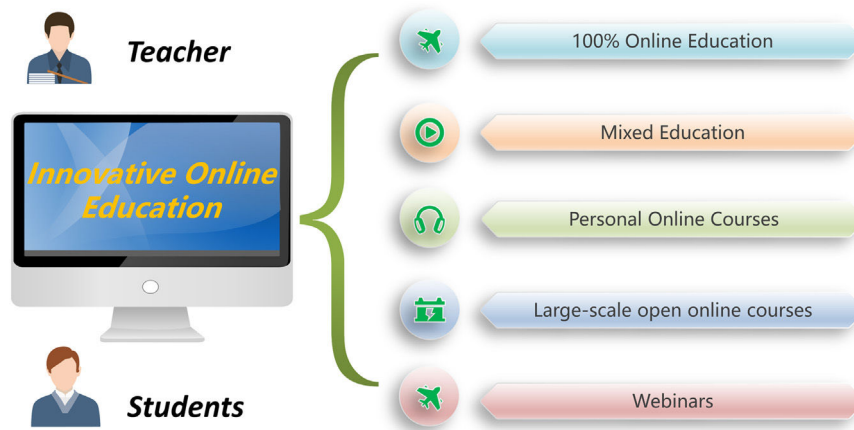 Teacher
Innovative Online
Education
Students
100% Online Education
Mixed Education
Personal Online Courses
Large-scale open online courses
Webinars